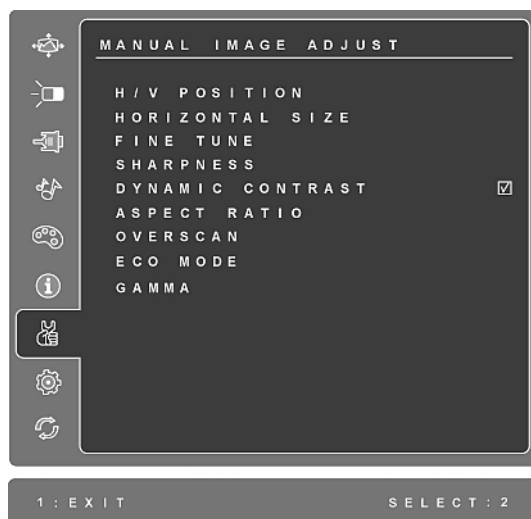 MANUAL IMAGE ADJUST
H/V POSITION
HORIZONTAL SIZE
FINE TUNE
SHARPNESS
DYNAMIC CONTRAST
ASPECT RATIO
OVERSCAN
ECO MODE
GAMMA
1:EXIT SELECT:2